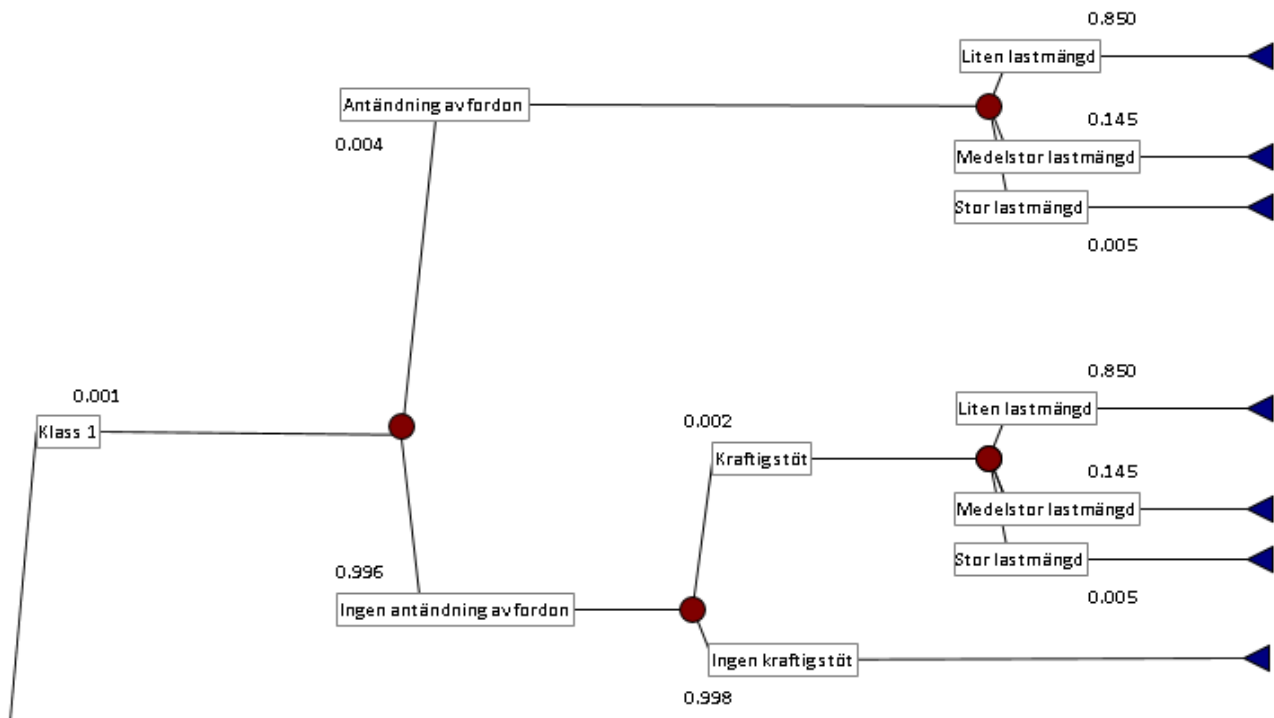 0.850
Liten lastmängd
Antändning av fordon
0.004
0.145
Medelstor lastmängd
Stor lastmängd
0.005
0.001
Klass 1
0.850
Liten lastmängd
0.002
Kraftig stöt
0.145
Medelstor lastmängd
Stor lastmängd
0.005
0.996
Ingen antändning av fordon
Ingen kraftig stöt
0.998